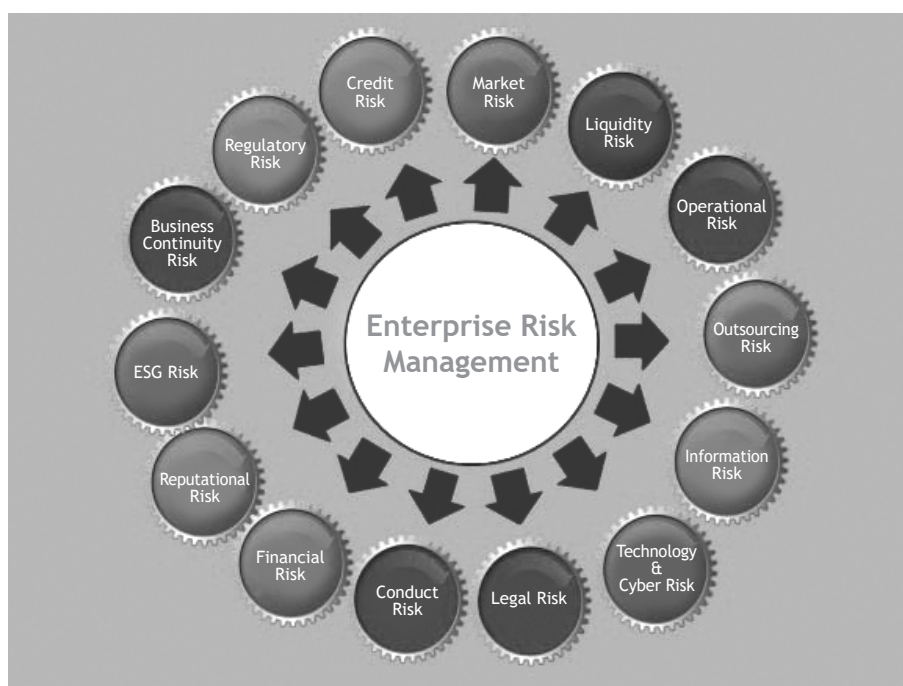 Enterprise Risk
Management
Credit
Risk
Market
Risk
Liquidity
Risk
Operational
Risk
Outsourcing
Risk
Information
Risk
Technology
&
Cyber Risk
Legal Risk
Conduct
Risk
Financial
Risk
Reputational
Risk
ESG Risk
Business
Continuity
Risk
Regulatory
Risk